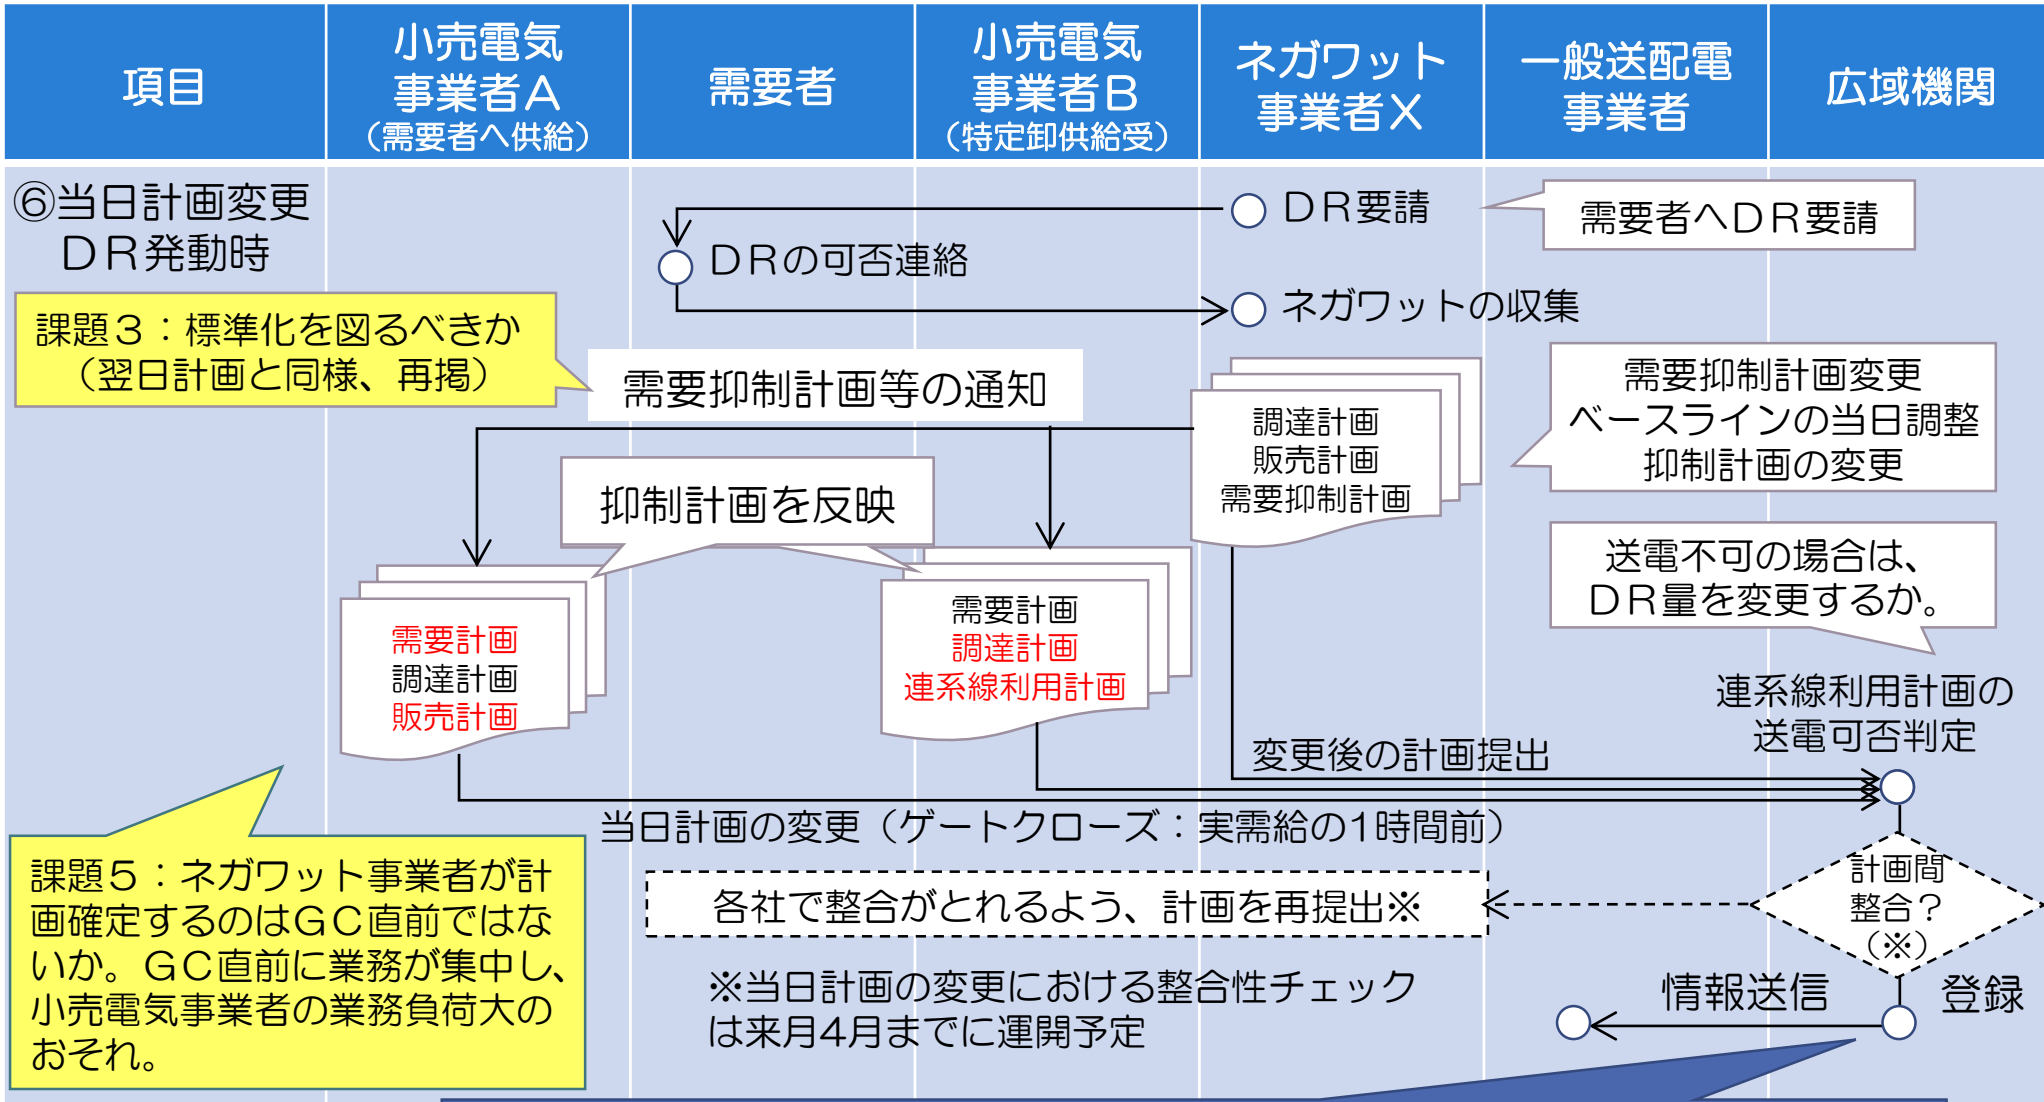 項目
小売電気
事業者A
(需要者へ供給)
需要者
小売電気
事業者B
(特定卸供給受)
ネガワット
事業者X
一般送配電
事業者
広域機関
⑥当日計画変更
DR発動時
DR要請
需要者へDR要請
DRの可否連絡
ネガワットの収集
課題3：標準化を図るべきか
（翌日計画と同様、再掲）
需要抑制計画等の通知
調達計画
販売計画
需要抑制計画
需要抑制計画変更
ベースラインの当日調整
抑制計画の変更
抑制計画を反映
送電不可の場合は、
DR量を変更するか。
需要計画
調達計画
販売計画
需要計画
調達計画
連系線利用計画
連系線利用計画の
送電可否判定
変更後の計画提出
当日計画の変更（ゲートクローズ：実需給の1時間前）
課題5：ネガワット事業者が計
画確定するのはGC直前ではな
いか。GC直前に業務が集中し、
小売電気事業者の業務負荷大の
おそれ。
各社で整合がとれるよう、計画を再提出※
計画間
整合？
（※）
※当日計画の変更における整合性チェック
は来月4月までに運開予定
情報送信
登録